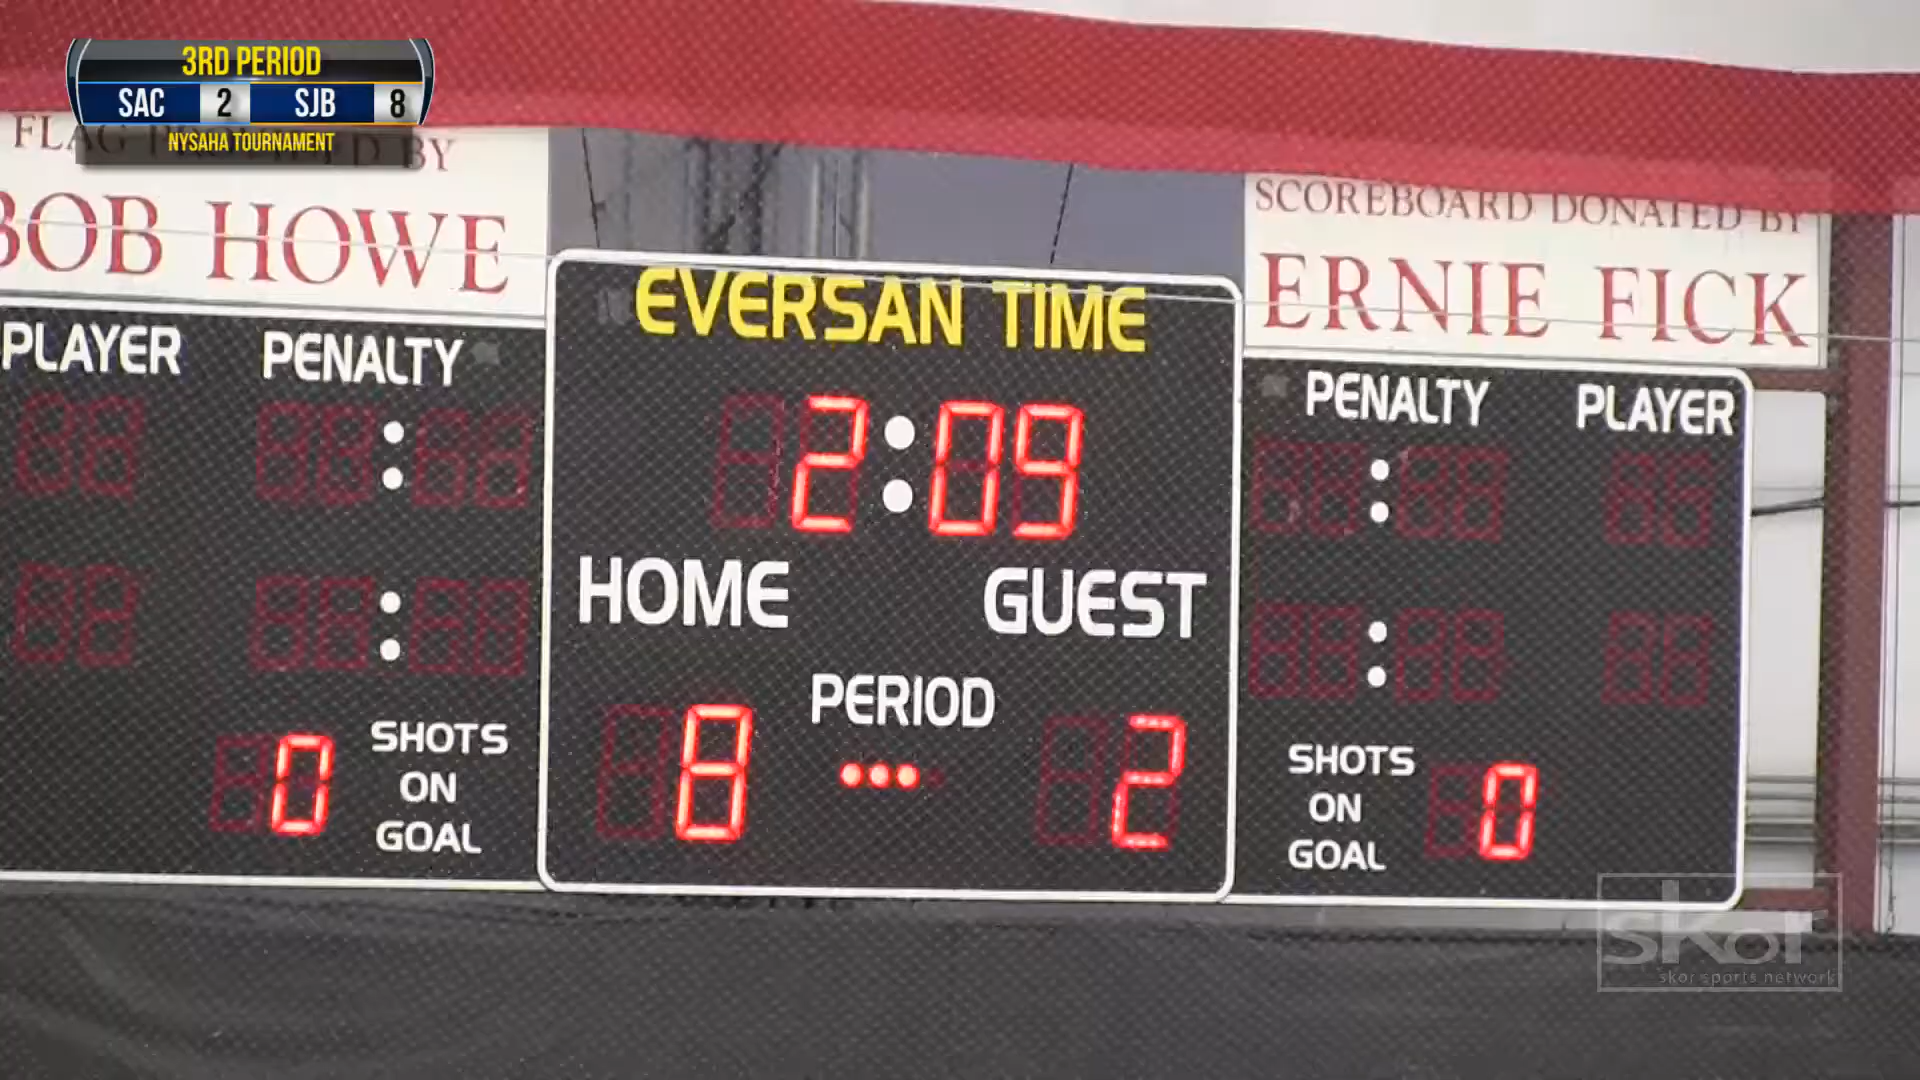 3RD PERIOD
SAC 2 SJB 8
NYSAHA TOURNAMENT
BY
BOB HOWE
SCOREBOARD DONATED BY
ERNIE FICK
EVERSAN TIME
PLAYER PENALTY
2:09
PENALTY PLAYER
HOME GUEST
PERIOD
8 2
0 SHOTS
ON
GOAL
SHOTS
ON
GOAL 0
skor
skor sports network